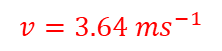 v = 3.64 ms⁻¹